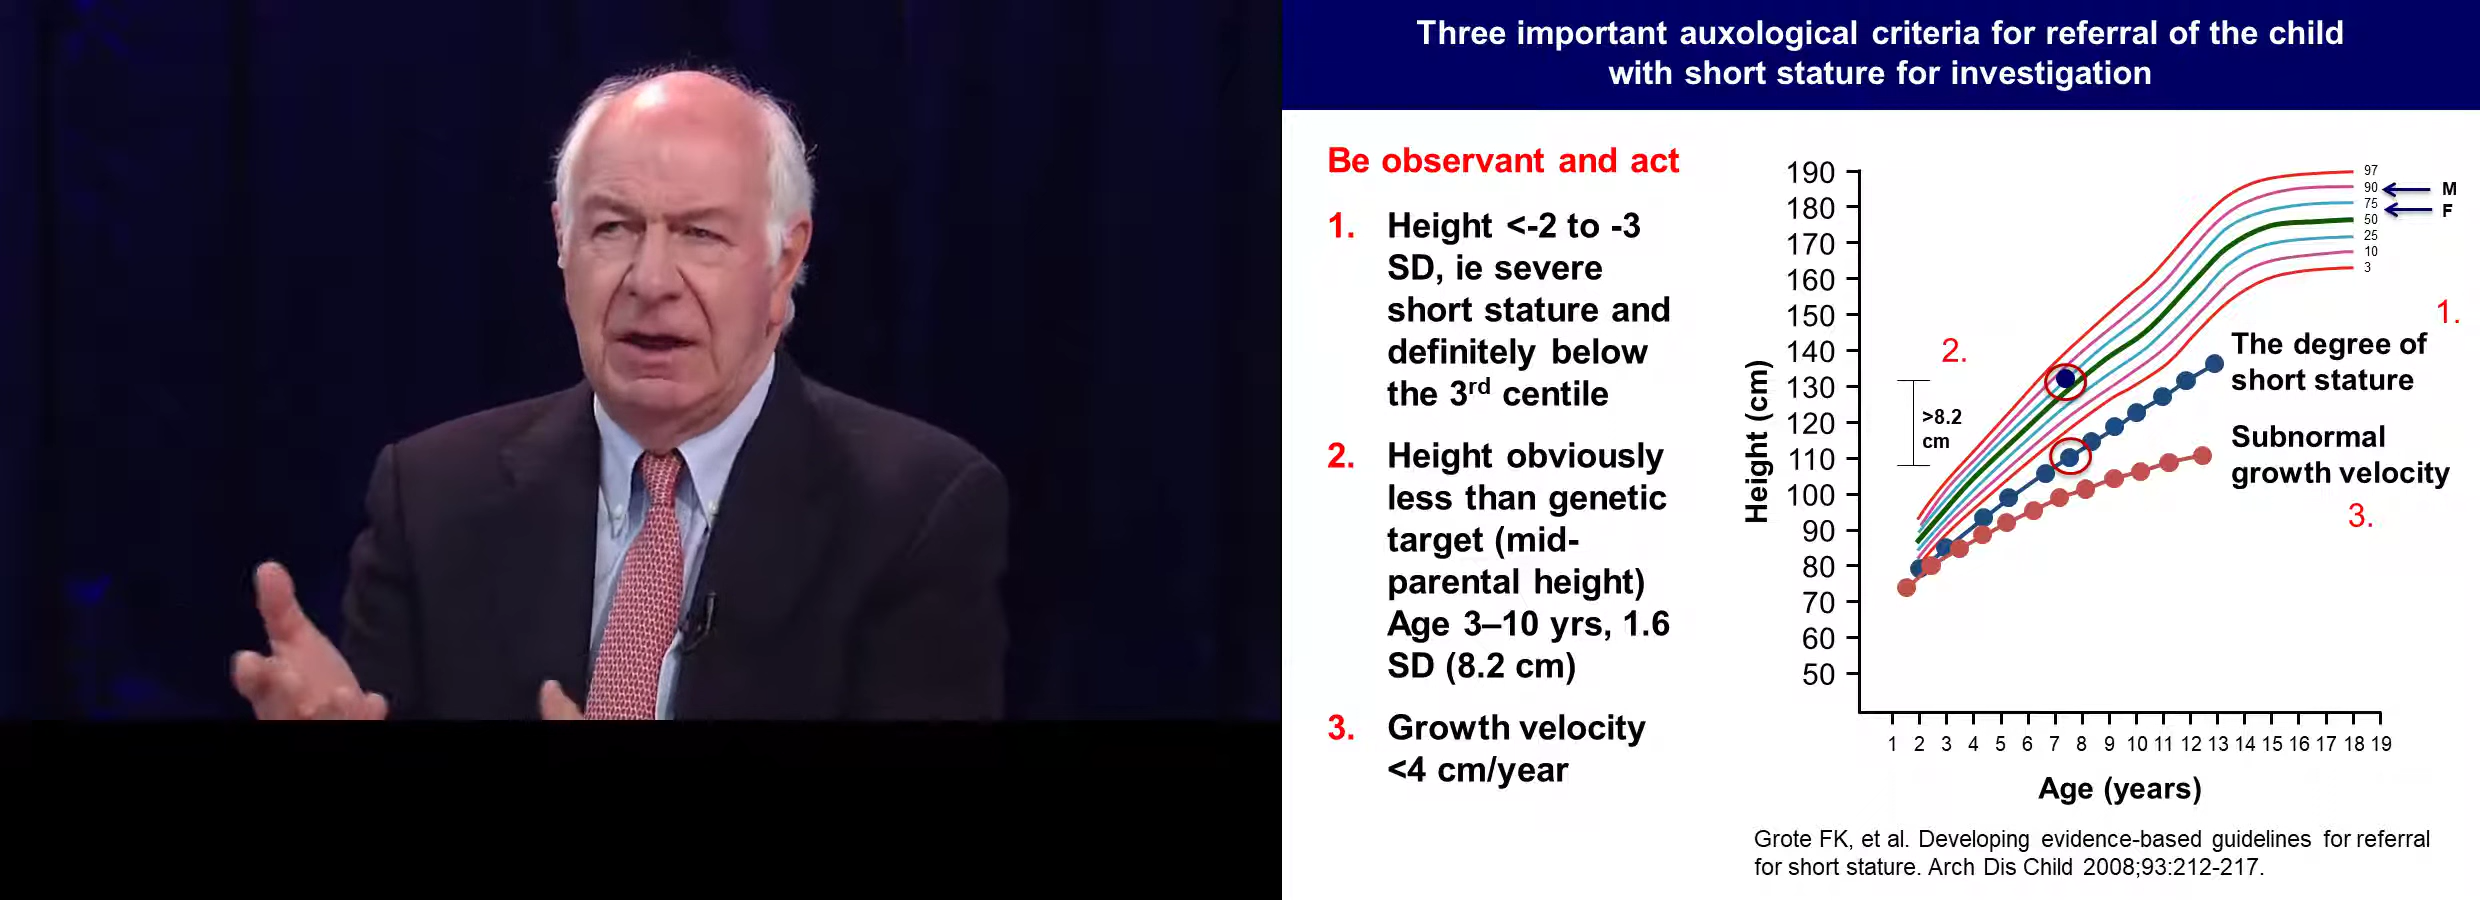 Three important auxological criteria for referral of the child
with short stature for investigation
Be observant and act
1. Height <-2 to -3
SD, ie severe
short stature and
definitely below
the 3rd centile
2. Height obviously
less than genetic
target (mid-
parental height)
Age 3–10 yrs, 1.6
SD (8.2 cm)
3. Growth velocity
<4 cm/year
Height (cm)
190
180
170
160
150
140
130
120
110
100
90
80
70
60
50
97
90
75
50
25
10
3
M
F
1.
The degree of
short stature
2.
>8.2
cm
Subnormal
growth velocity
3.
1 2 3 4 5 6 7 8 9 10 11 12 13 14 15 16 17 18 19
Age (years)
Grote FK, et al. Developing evidence-based guidelines for referral
for short stature. Arch Dis Child 2008;93:212-217.